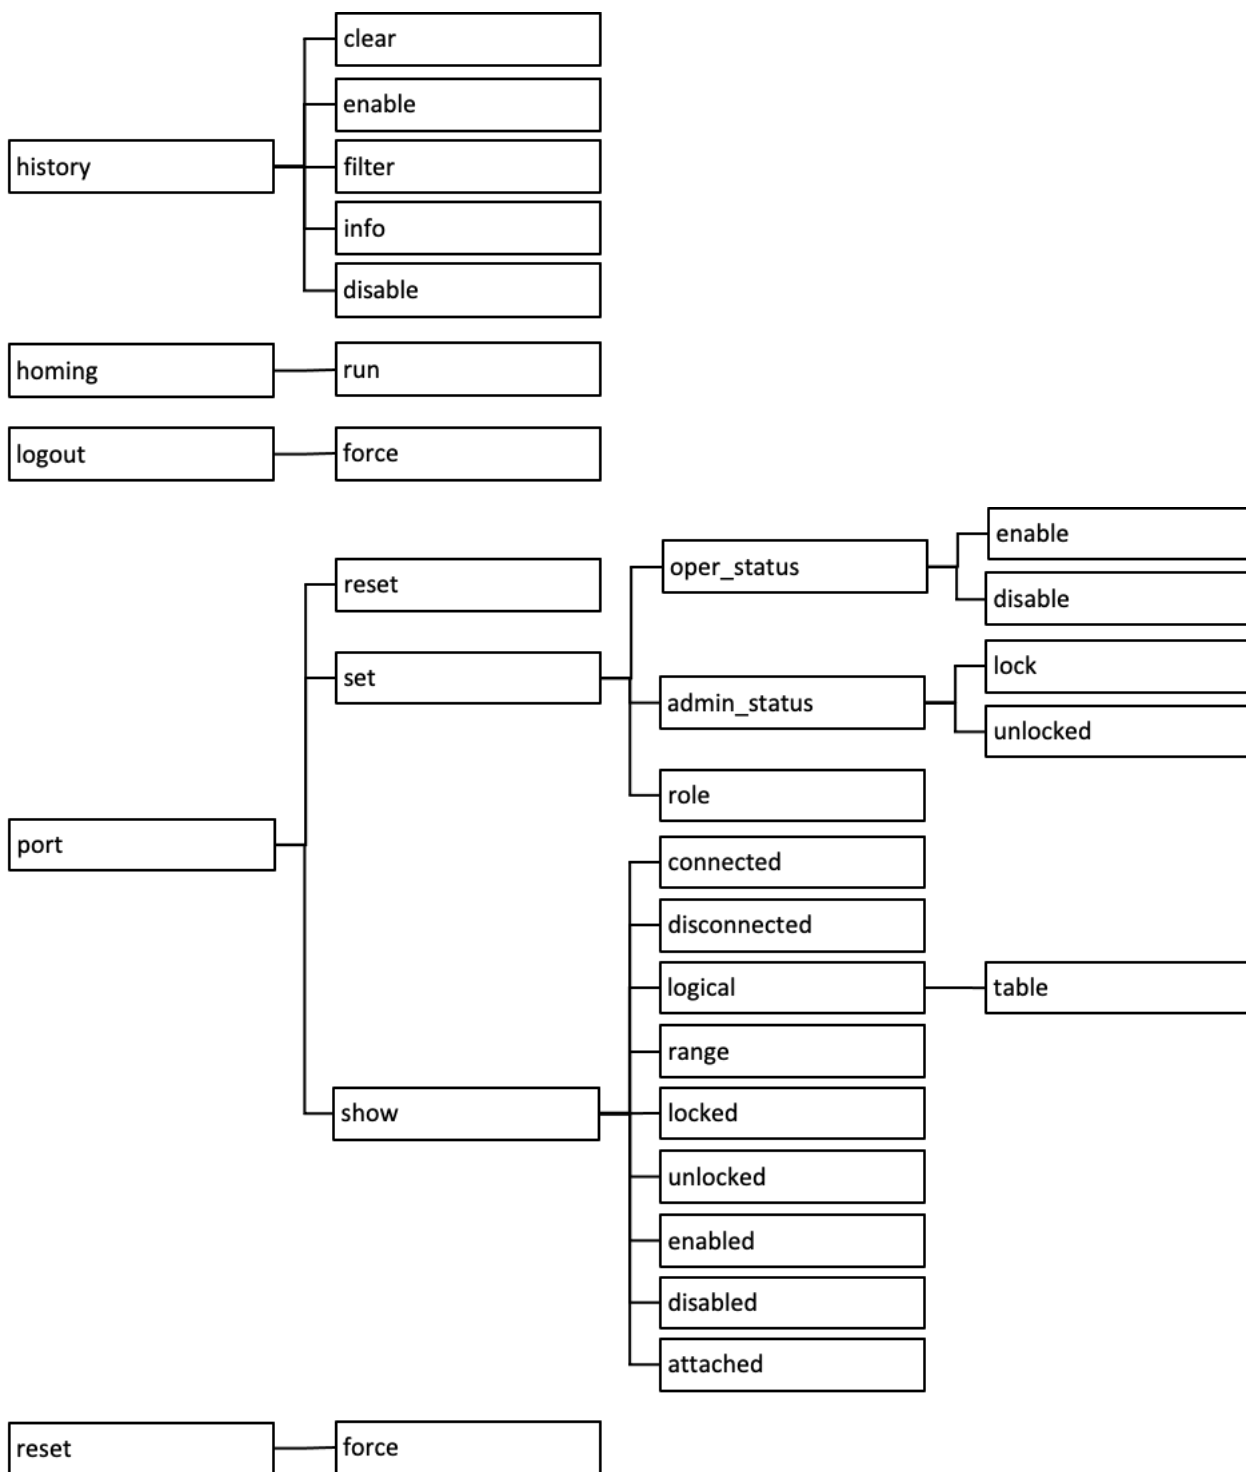 clear
enable
history
filter
info
disable
homing
run
logout
force
enable
oper_status
reset
disable
lock
set
admin_status
unlocked
role
port
connected
disconnected
logical
table
range
show
locked
unlocked
enabled
disabled
attached
reset
force